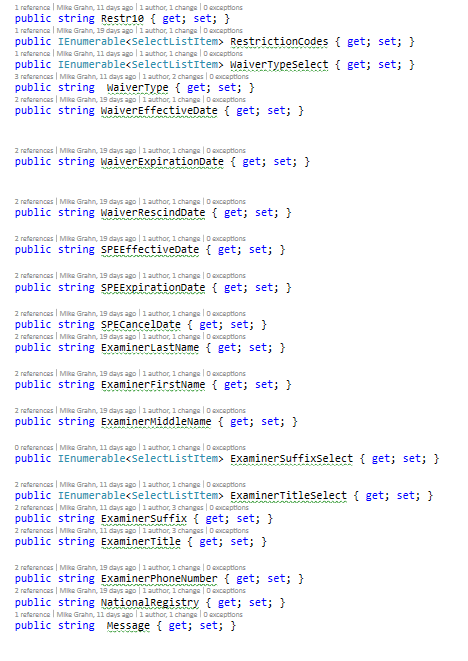 1 reference | Mike Grahn, 11 days ago | 1 author, 1 change | 0 exceptions
public string Restr10 { get; set; }
1 reference | Mike Grahn, 19 days ago | 1 author, 1 change | 0 exceptions
public IEnumerable<SelectListItem> RestrictionCodes { get; set; }
1 reference | Mike Grahn, 11 days ago | 1 author, 1 change | 0 exceptions
public IEnumerable<SelectListItem> WaiverTypeSelect { get; set; }
3 references | Mike Grahn, 11 days ago | 1 author, 2 changes | 0 exceptions
public string  WaiverType { get; set; }
2 references | Mike Grahn, 19 days ago | 1 author, 1 change | 0 exceptions
public string WaiverEffectiveDate { get; set; }
2 references | Mike Grahn, 19 days ago | 1 author, 1 change | 0 exceptions
public string WaiverExpirationDate { get; set; }
2 references | Mike Grahn, 19 days ago | 1 author, 1 change | 0 exceptions
public string WaiverRescindDate { get; set; }
2 references | Mike Grahn, 19 days ago | 1 author, 1 change | 0 exceptions
public string SPEEffectiveDate { get; set; }
2 references | Mike Grahn, 19 days ago | 1 author, 1 change | 0 exceptions
public string SPEExpirationDate { get; set; }
2 references | Mike Grahn, 19 days ago | 1 author, 1 change | 0 exceptions
public string SPECancelDate { get; set; }
2 references | Mike Grahn, 19 days ago | 1 author, 1 change | 0 exceptions
public string ExaminerLastName { get; set; }
2 references | Mike Grahn, 19 days ago | 1 author, 1 change | 0 exceptions
public string ExaminerFirstName { get; set; }
2 references | Mike Grahn, 19 days ago | 1 author, 1 change | 0 exceptions
public string ExaminerMiddleName { get; set; }
0 references | Mike Grahn, 11 days ago | 1 author, 1 change | 0 exceptions
public IEnumerable<SelectListItem> ExaminerSuffixSelect { get; set; }
2 references | Mike Grahn, 11 days ago | 1 author, 1 change | 0 exceptions
public IEnumerable<SelectListItem> ExaminerTitleSelect { get; set; }
2 references | Mike Grahn, 11 days ago | 1 author, 3 changes | 0 exceptions
public string ExaminerSuffix { get; set; }
2 references | Mike Grahn, 11 days ago | 1 author, 3 changes | 0 exceptions
public string ExaminerTitle { get; set; }
2 references | Mike Grahn, 19 days ago | 1 author, 1 change | 0 exceptions
public string ExaminerPhoneNumber { get; set; }
2 references | Mike Grahn, 19 days ago | 1 author, 1 change | 0 exceptions
public string NationalRegistry { get; set; }
1 reference | Mike Grahn, 11 days ago | 1 author, 1 change | 0 exceptions
public string  Message { get; set; }